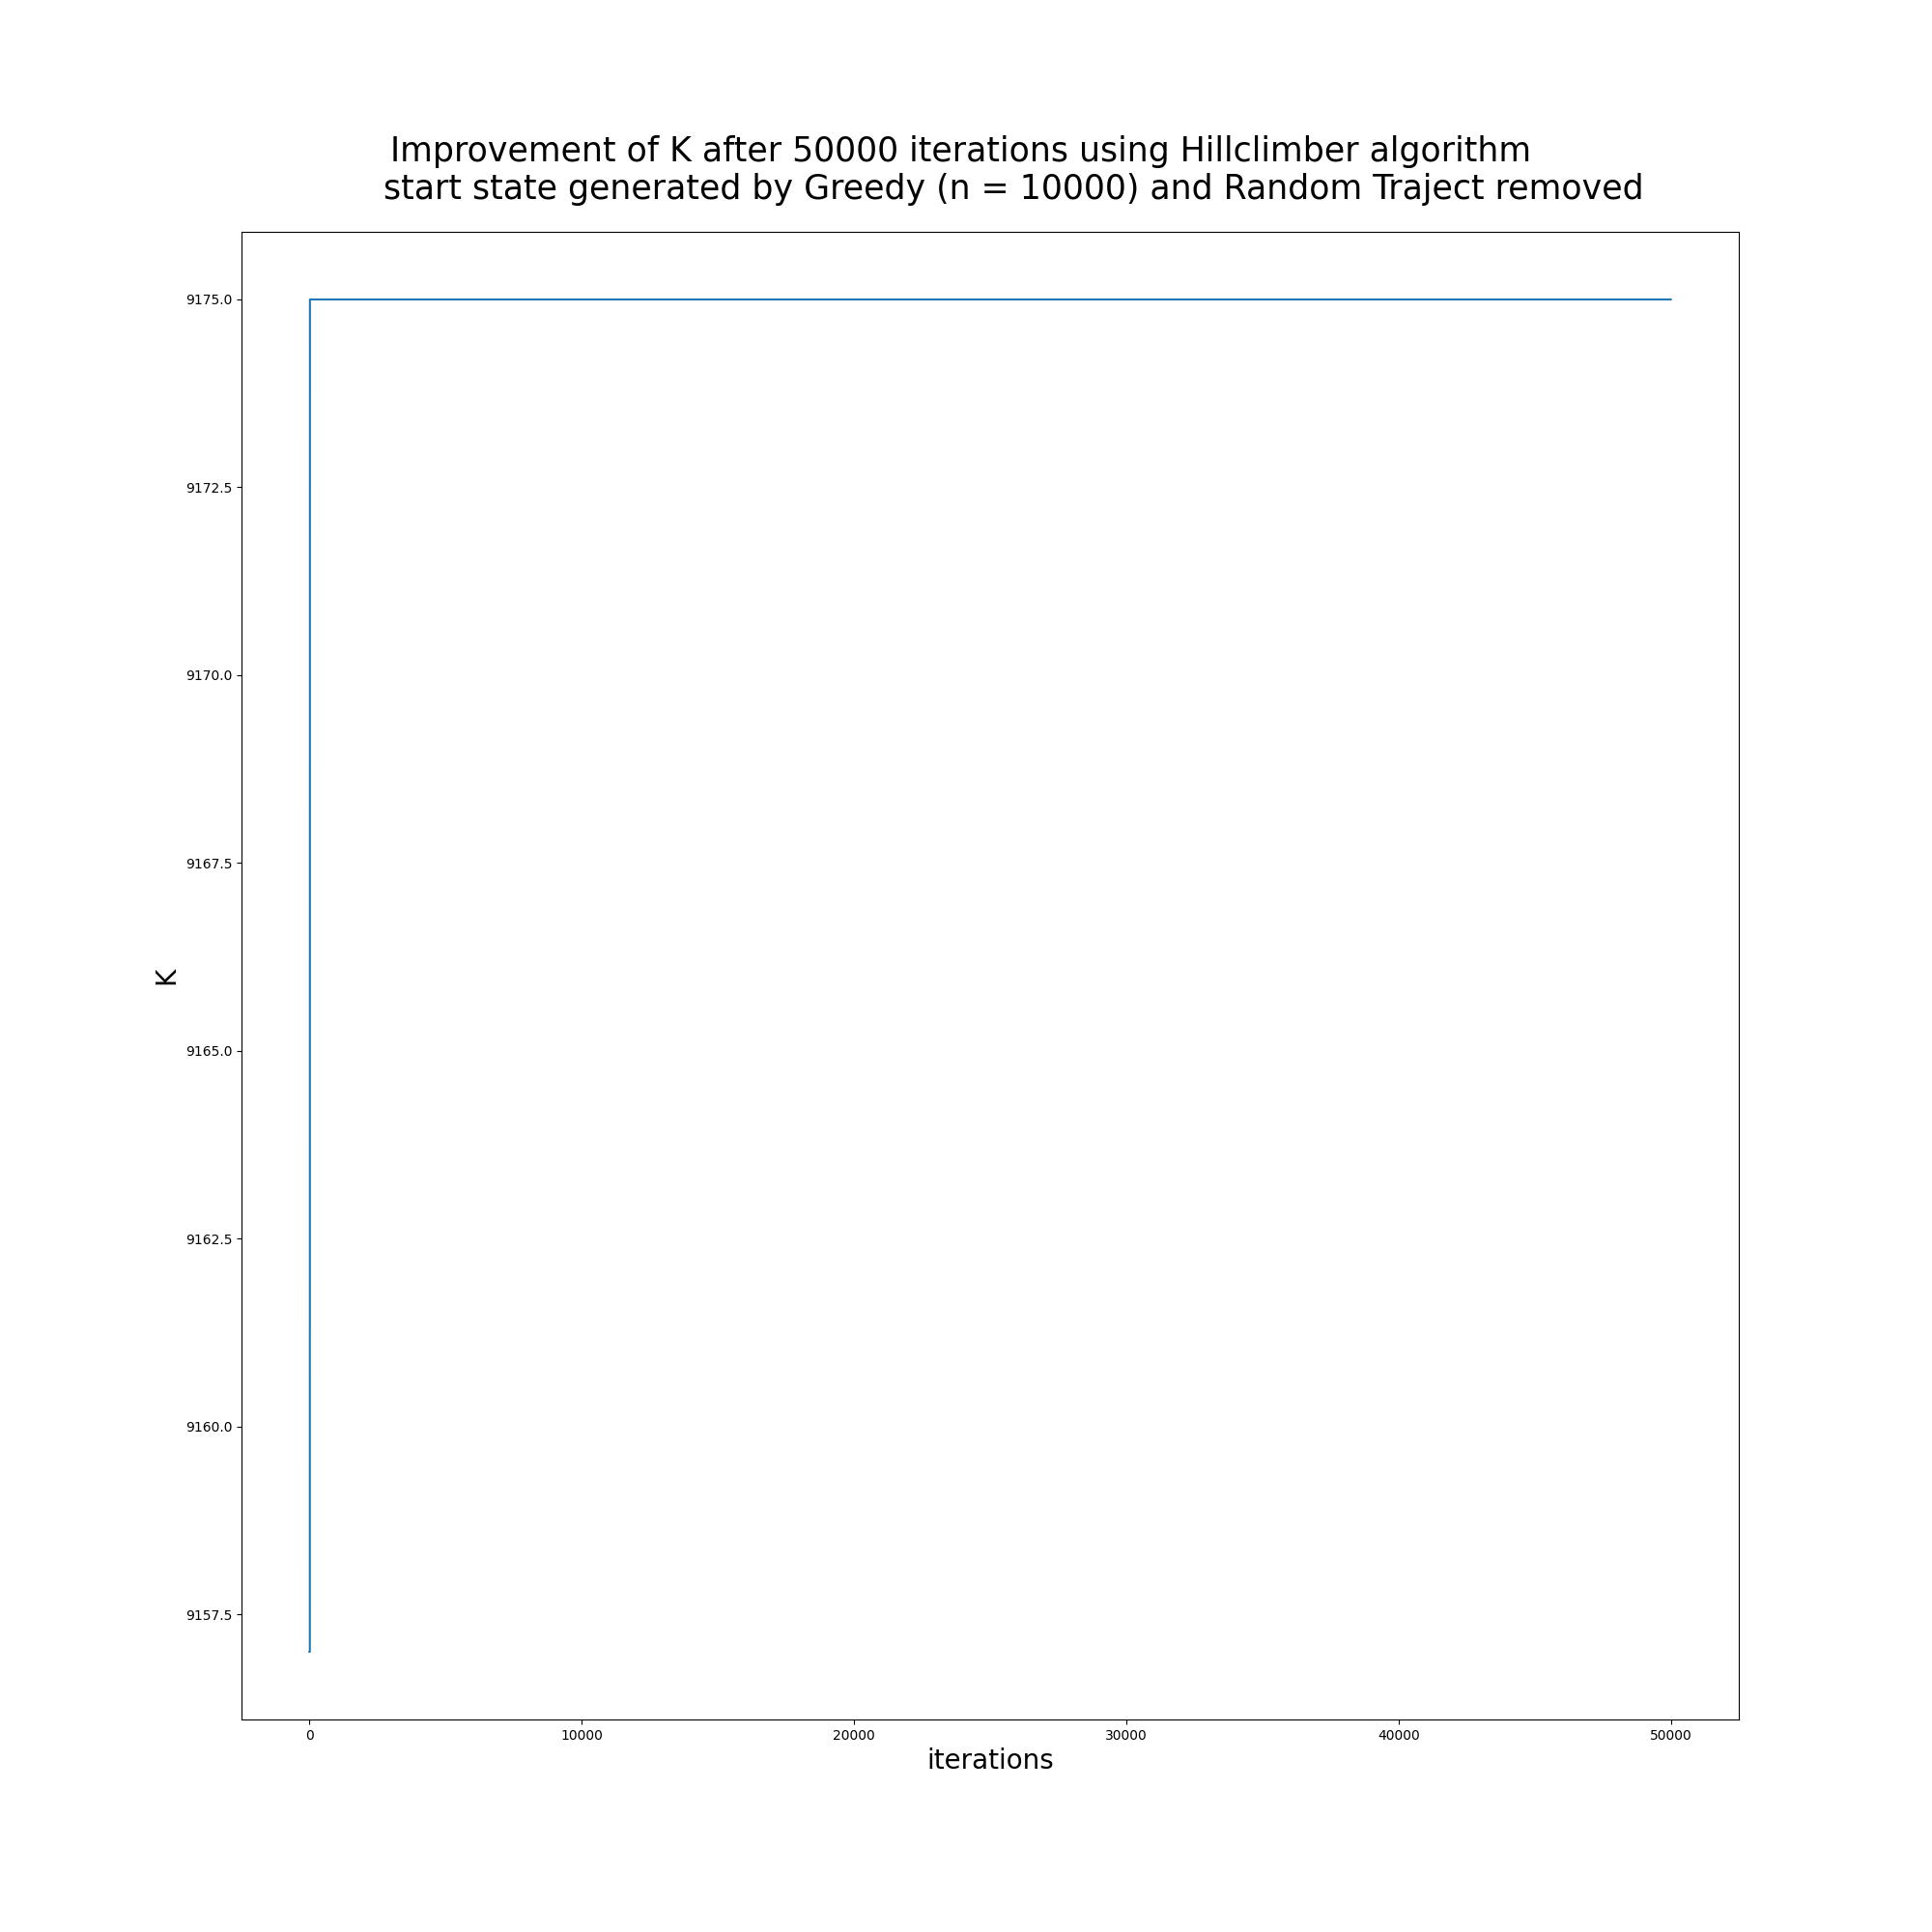 Improvement of K after 50000 iterations using Hillclimber algorithm
start state generated by Greedy (n = 10000) and Random Traject removed
9175.0
9172.5
9170.0
9167.5
K
9165.0
9162.5
9160.0
9157.5
0 10000 20000 30000 40000 50000
iterations